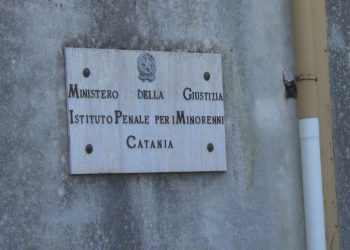 Ministero della Giustizia
Istituto Penale per i Minorenni
Catania